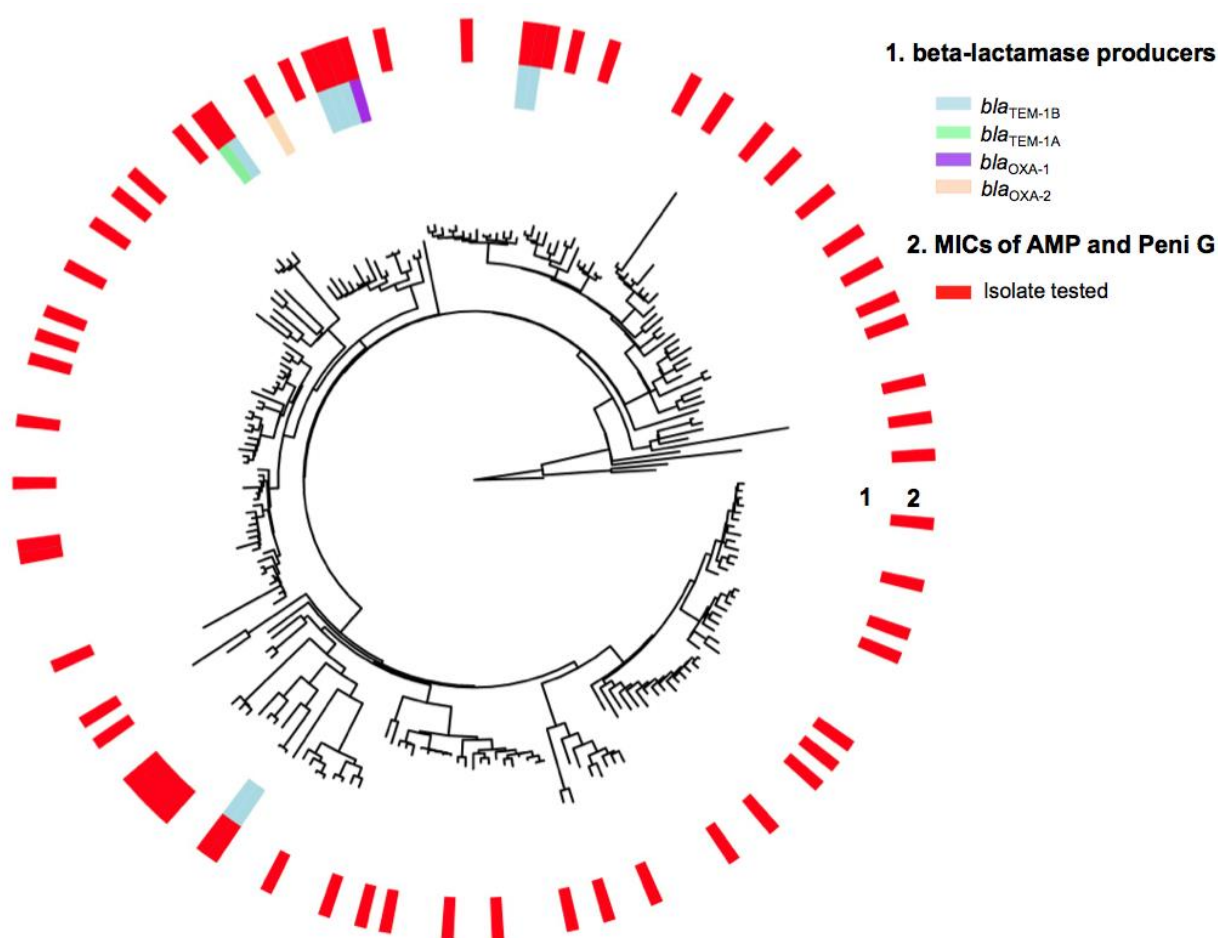 1. beta-lactamase producers
blaTEM-1B
blaTEM-1A
blaOXA-1
blaOXA-2
2. MICs of AMP and Peni G
Isolate tested
1 2